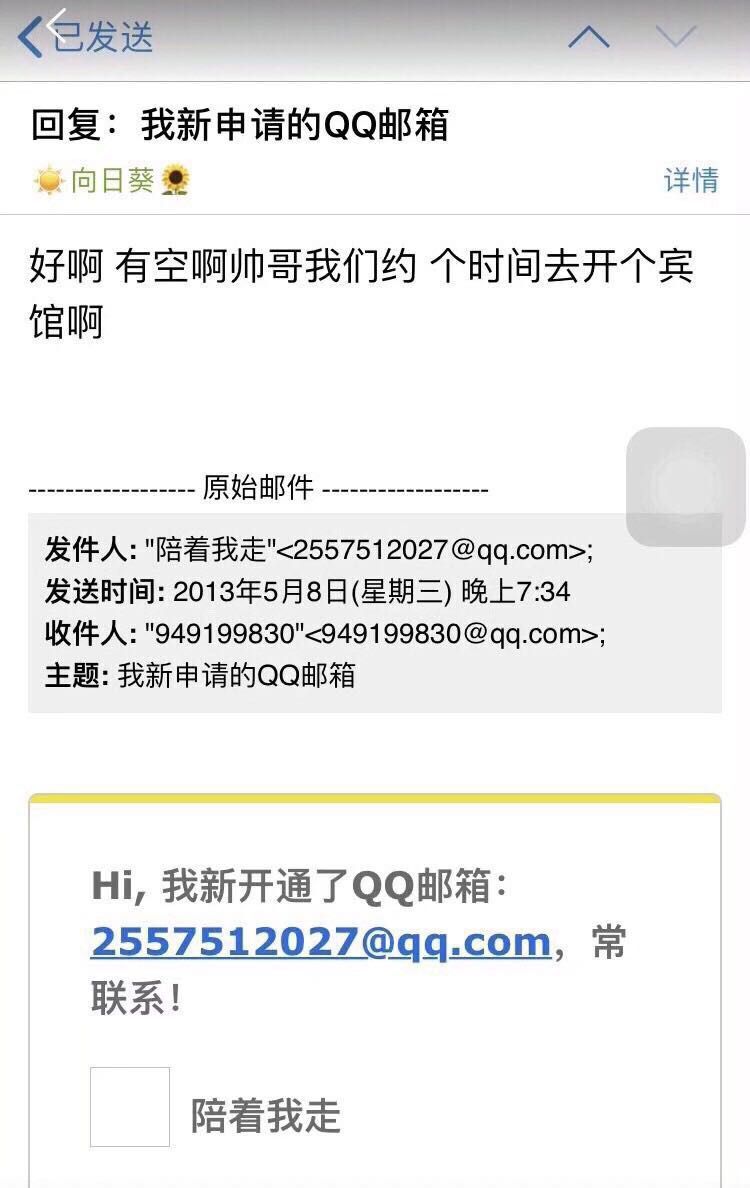 已发送
回复：我新申请的QQ邮箱
向日葵
详情
好啊 有空啊帅哥我们约 个时间去开个宾
馆啊
------------------ 原始邮件 ------------------
发件人: "陪着我走"<2557512027@qq.com>;
发送时间: 2013年5月8日(星期三) 晚上7:34
收件人: "949199830"<949199830@qq.com>;
主题: 我新申请的QQ邮箱
Hi, 我新开通了QQ邮箱：
2557512027@qq.com，常
联系！
陪着我走